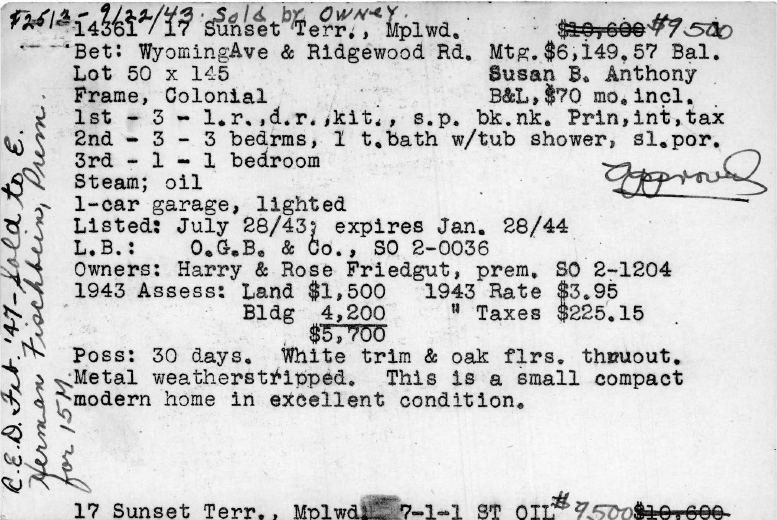 $2513- 9/22/43. Sold by Owner
14361 17 Sunset Terr., Mplwd. $10,600 #9,500
Bet: WyomingAve & Ridgewood Rd. Mtg.$6,149.57 Bal.
Lot 50 x 145 Susan B. Anthony
Frame, Colonial B&L,$70 mo.incl.
1st - 3 - l.r.,d.r.,kit., s.p. bk.nk. Prin,int,tax
2nd - 3 - 3 bedrms, 1 t.bath w/tub shower, sl.por.
3rd - 1 - 1 bedroom
Approved
Steam; oil
1-car garage, lighted
Listed: July 28/43; expires Jan. 28/44
L.B.: O.G.B. & Co., SO 2-0036
Owners: Harry & Rose Friedgut, prem. SO 2-1204
1943 Assess: Land $1,500 1943 Rate $3.95
Bldg 4,200 " Taxes $225.15
$5,700
Poss: 30 days. White trim & oak flrs. thruout.
Metal weatherstripped. This is a small compact
modern home in excellent condition.
17 Sunset Terr., Mplwd. 7-1-1 ST OIL #9,500 $10,600
C.E.D. Feb '47- Sold to E.
Herman Fischbein, Prem.
for 15M